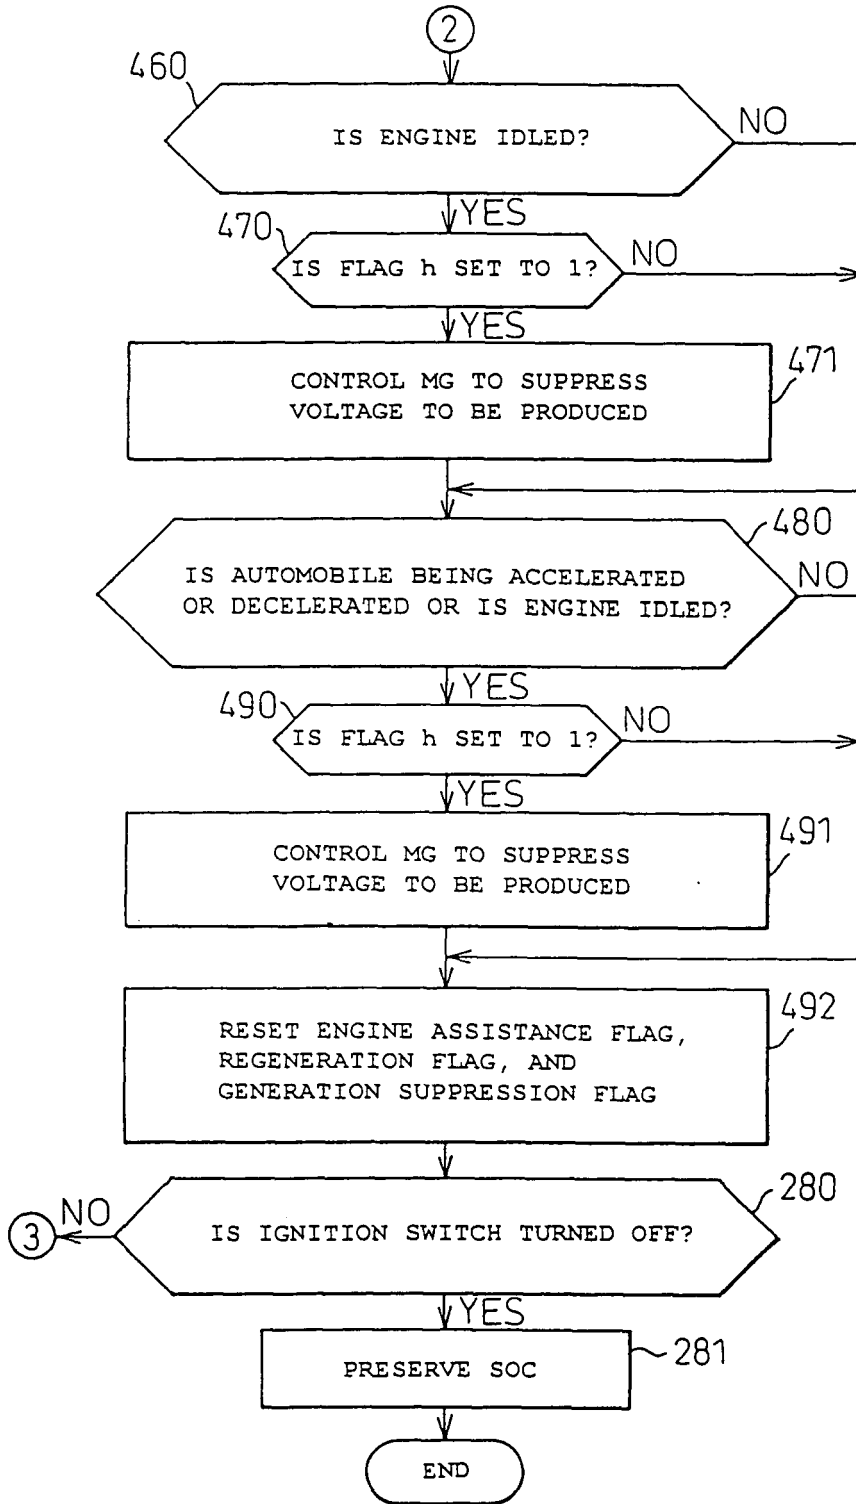 2
460
IS ENGINE IDLED?
NO
YES
470
IS FLAG h SET TO 1?
NO
YES
471
CONTROL MG TO SUPPRESS
VOLTAGE TO BE PRODUCED
480
IS AUTOMOBILE BEING ACCELERATED
OR DECELERATED OR IS ENGINE IDLED?
NO
YES
490
IS FLAG h SET TO 1?
NO
YES
491
CONTROL MG TO SUPPRESS
VOLTAGE TO BE PRODUCED
492
RESET ENGINE ASSISTANCE FLAG,
REGENERATION FLAG, AND
GENERATION SUPPRESSION FLAG
280
3
NO
IS IGNITION SWITCH TURNED OFF?
YES
281
PRESERVE SOC
END